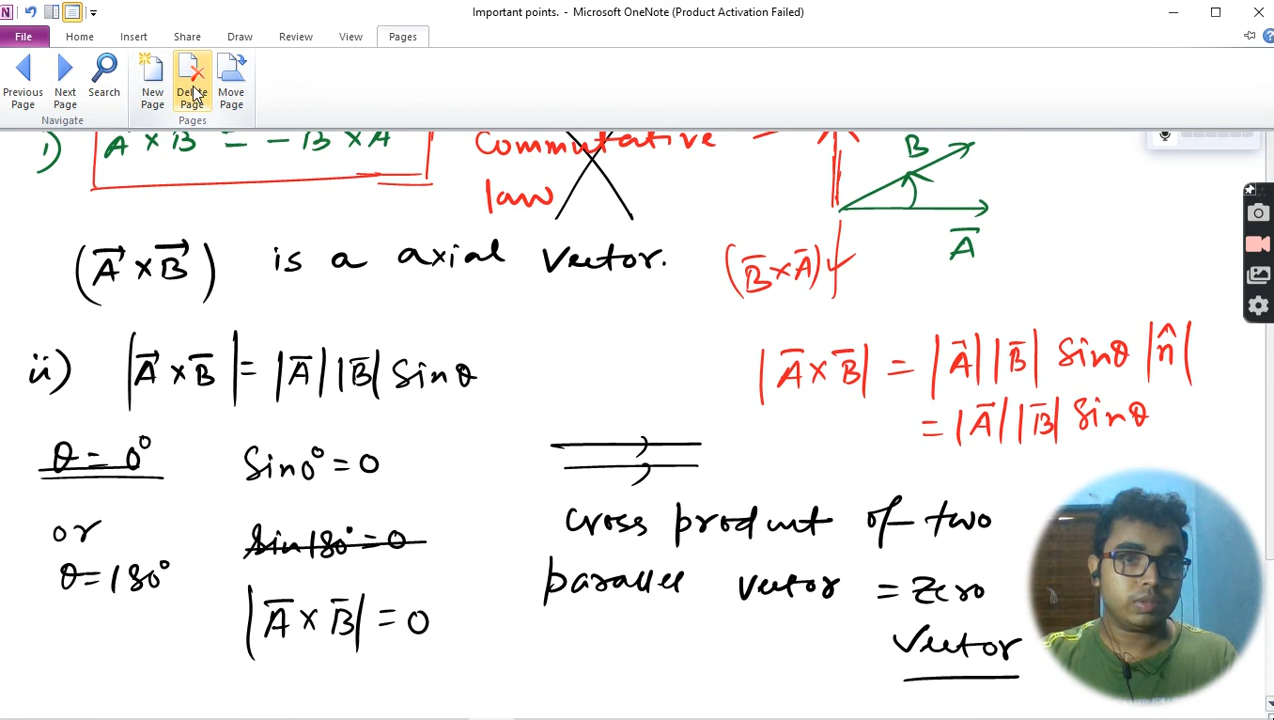 Important points. - Microsoft OneNote (Product Activation Failed)
File Home Insert Share Draw Review View Pages
Previous Page Next Page Search New Page Delete Page Move Page
Navigate Pages
i) A × B = - B × A Commutative law
B
A̅
(A⃗ × B⃗) is a axial vector. (B̅ × A̅)
ii) |A⃗ × B̅| = |A̅| |B̅| Sinθ
|A̅ × B̅| = |A̅| |B̅| Sinθ |n̂|
= |A̅| |B̅| Sinθ
θ = 0° Sin0° = 0
or Sin180° = 0
θ = 180°
|A̅ × B̅| = 0
Cross product of two
parallel vector = Zero
Vector